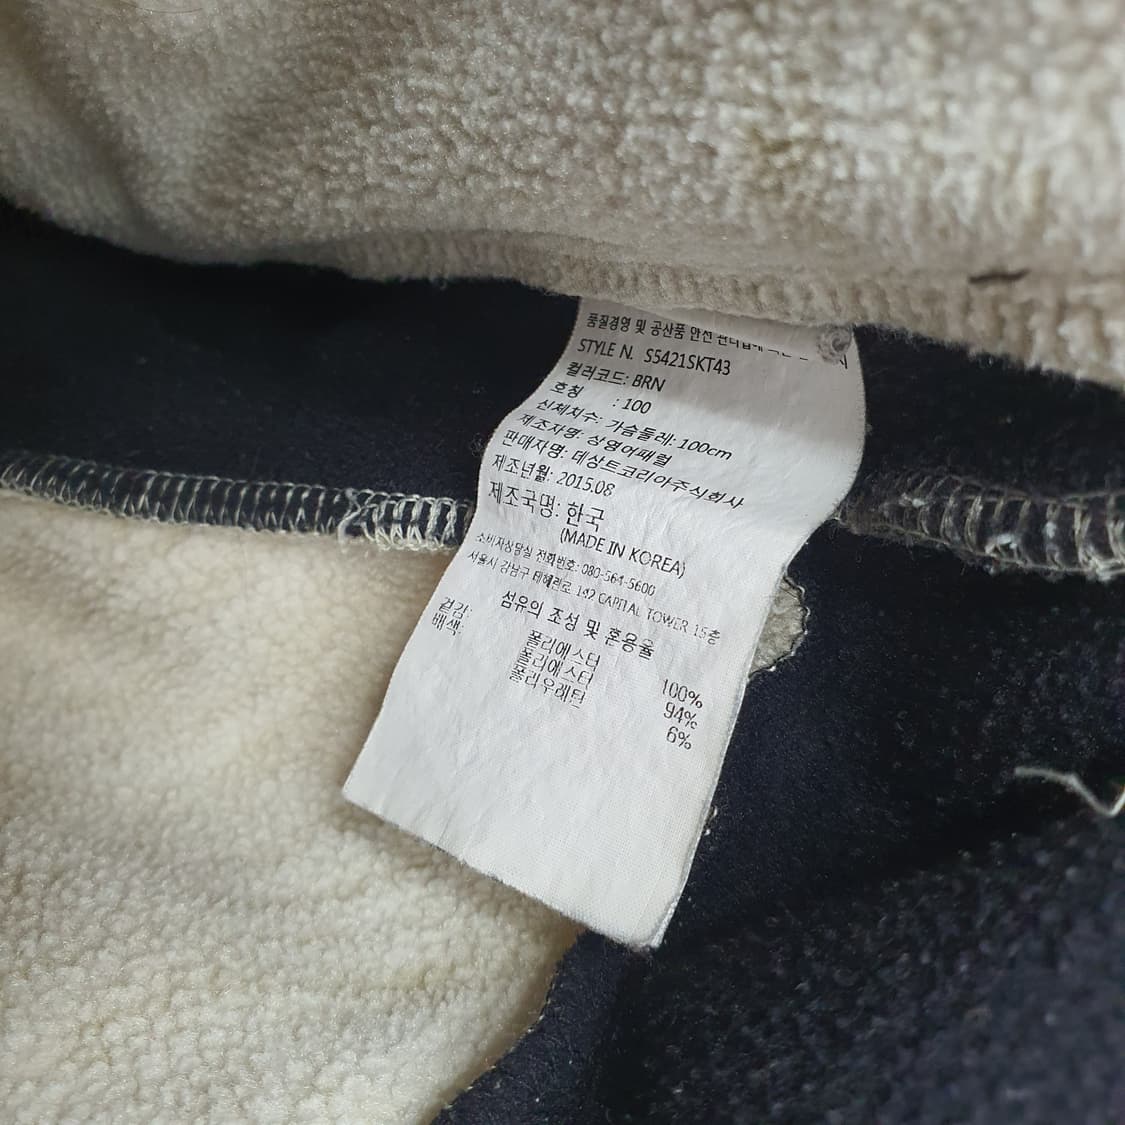 품질경영 및 공산품 안전 관리법에
STYLE N. S5421SKT43
컬러코드: BRN
호칭 : 100
신체치수: 가슴둘레: 100cm
제조자명: 상영어패럴
판매자명: 데상트코리아주식회사
제조년월: 2015.08
제조국명: 한국
(MADE IN KOREA)
소비자상담실 전화번호: 080-564-5600
서울시 강남구 테헤란로 142 CAPITAL TOWER 15층
섬유의 조성 및 혼용율
겉감: 폴리에스터 100%
배색: 폴리에스터 94%
폴리우레탄 6%